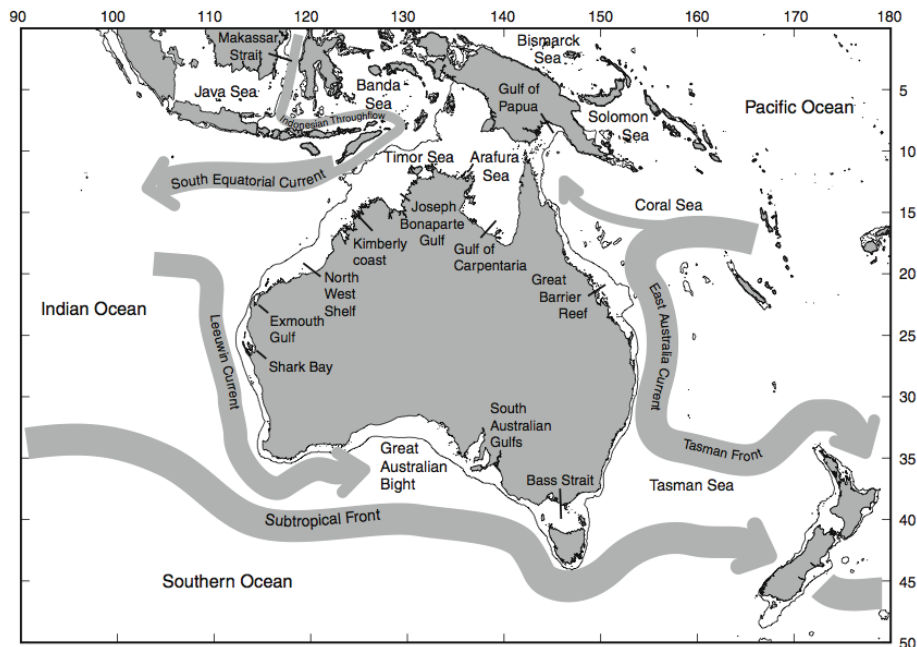 90 100 110 120 130 140 150 160 170 180
Makassar
Strait
Bismarck
Sea
Java Sea
Banda
Sea
Gulf of
Papua
5
Pacific Ocean
Indonesian Throughflow
Solomon
Sea
10
Timor Sea
Arafura
Sea
South Equatorial Current
15
Coral Sea
Joseph
Bonaparte
Gulf
Kimberly
coast
Gulf of
Carpentaria
20
North
West
Shelf
Great
Barrier
Reef
Indian Ocean
Exmouth
Gulf
25
Leeuwin Current
East Australia Current
Shark Bay
30
South
Australian
Gulfs
Great
Australian
Bight
Tasman Front
35
Bass Strait
Tasman Sea
Subtropical Front
40
Southern Ocean
45
50